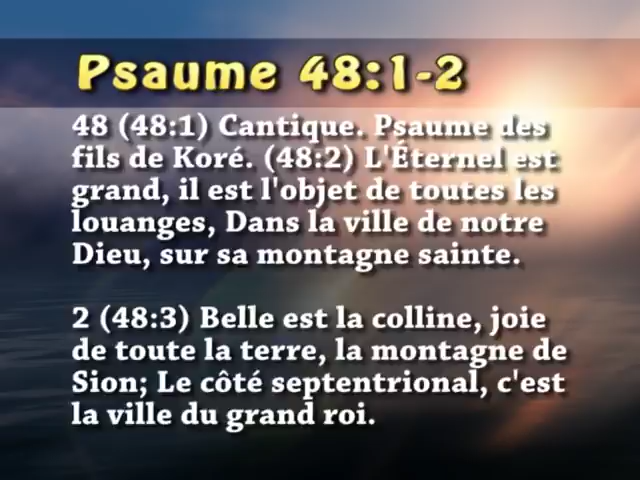 Psaume 48:1-2
48 (48:1) Cantique. Psaume des
fils de Koré. (48:2) L'Éternel est
grand, il est l'objet de toutes les
louanges, Dans la ville de notre
Dieu, sur sa montagne sainte.
2 (48:3) Belle est la colline, joie
de toute la terre, la montagne de
Sion; Le côté septentrional, c'est
la ville du grand roi.